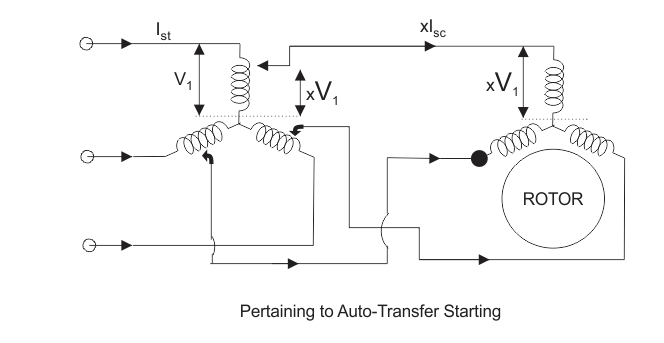 I_st
xI_sc
V_1
xV_1
xV_1
ROTOR
Pertaining to Auto-Transfer Starting